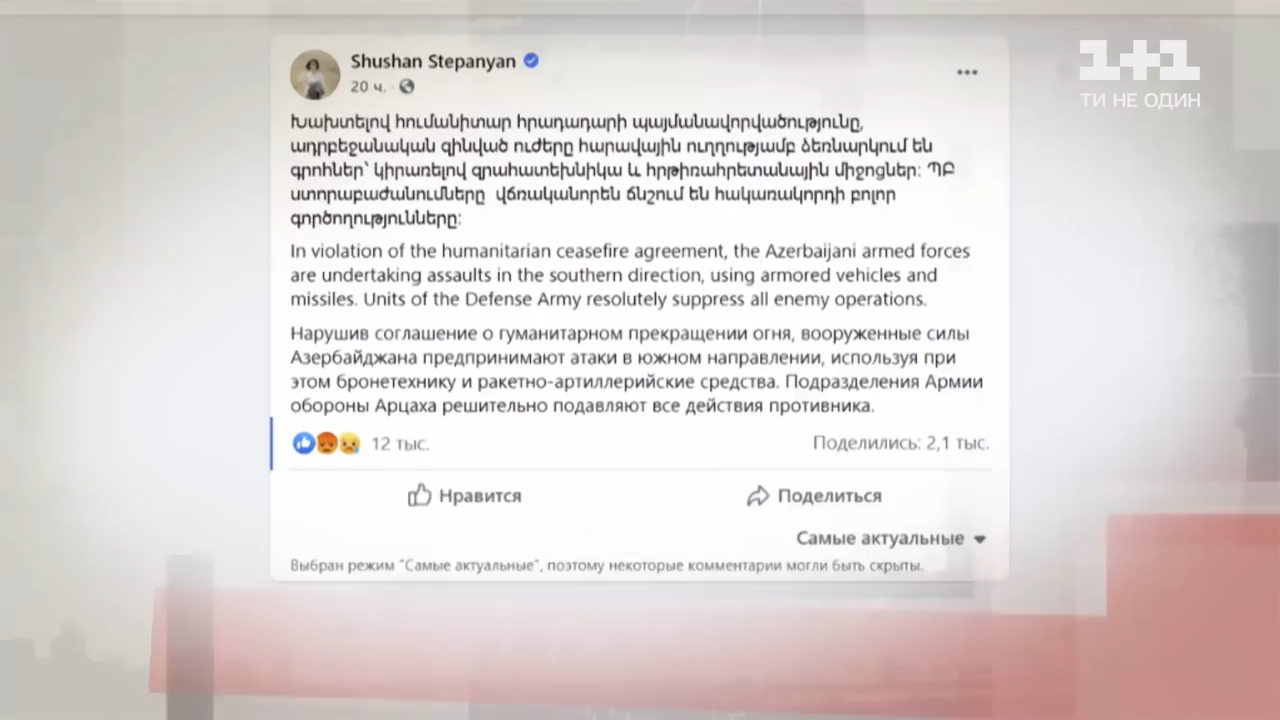 Shushan Stepanyan
20 ч.
1+1
ТИ НЕ ОДИН
Խախտելով հումանիտար հրադադարի պայմանավորվածությունը,
ադրբեջանական զինված ուժերը հարավային ուղղությամբ ձեռնարկում են
գրոհներ՝ կիրառելով զրահատեխնիկա և հրթիռահրետանային միջոցներ: ՊԲ
ստորաբաժանումները վճռականորեն ճնշում են հակառակորդի բոլոր
գործողությունները:
In violation of the humanitarian ceasefire agreement, the Azerbaijani armed forces
are undertaking assaults in the southern direction, using armored vehicles and
missiles. Units of the Defense Army resolutely suppress all enemy operations.
Нарушив соглашение о гуманитарном прекращении огня, вооруженные силы
Азербайджана предпринимают атаки в южном направлении, используя при
этом бронетехнику и ракетно-артиллерийские средства. Подразделения Армии
обороны Арцаха решительно подавляют все действия противника.
12 тыс.
Поделились: 2,1 тыс.
Нравится
Поделиться
Самые актуальные
Выбран режим "Самые актуальные", поэтому некоторые комментарии могли быть скрыты.